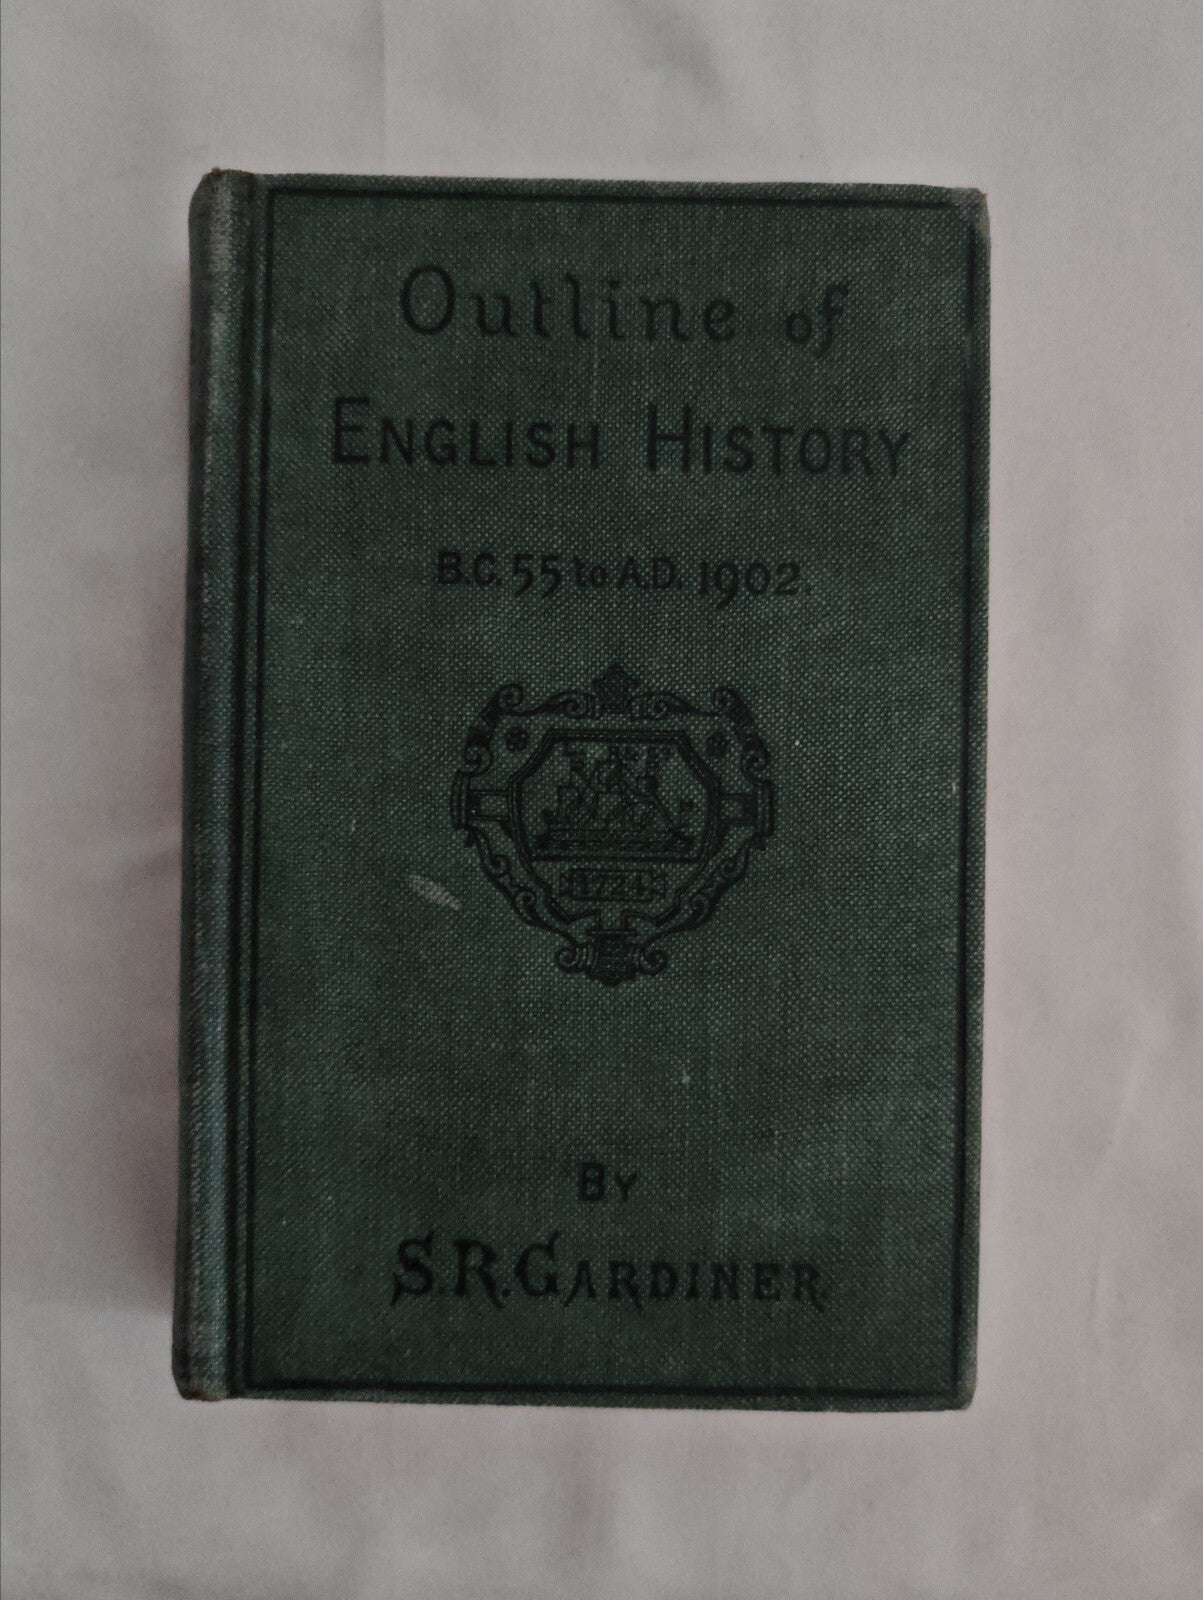 Outline of
ENGLISH HISTORY
B.C. 55 to A.D. 1902.
1724
BY
S.R. GARDINER